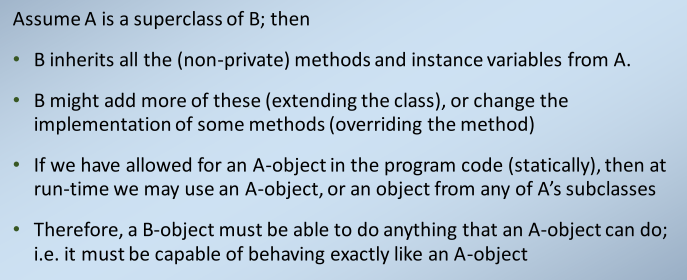 Assume A is a superclass of B; then
• B inherits all the (non-private) methods and instance variables from A.
• B might add more of these (extending the class), or change the
implementation of some methods (overriding the method)
• If we have allowed for an A-object in the program code (statically), then at
run-time we may use an A-object, or an object from any of A's subclasses
• Therefore, a B-object must be able to do anything that an A-object can do;
i.e. it must be capable of behaving exactly like an A-object